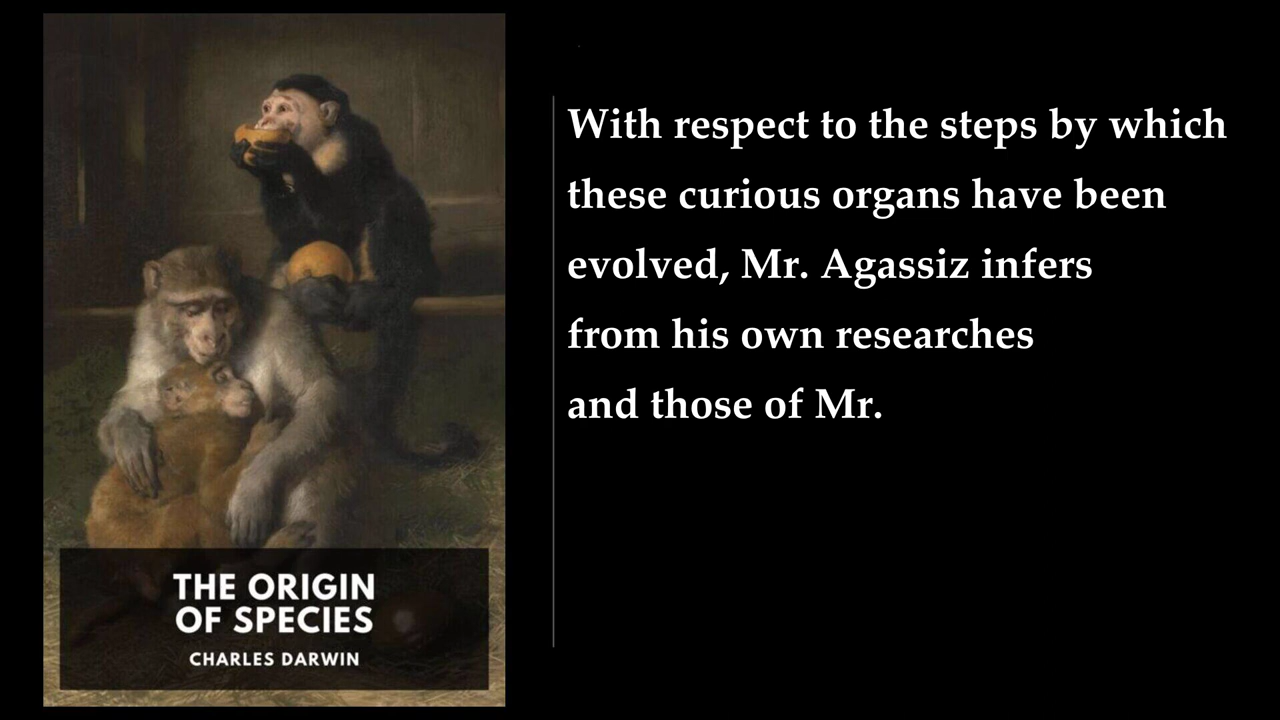 With respect to the steps by which
these curious organs have been
evolved, Mr. Agassiz infers
from his own researches
and those of Mr.
THE ORIGIN
OF SPECIES
CHARLES DARWIN